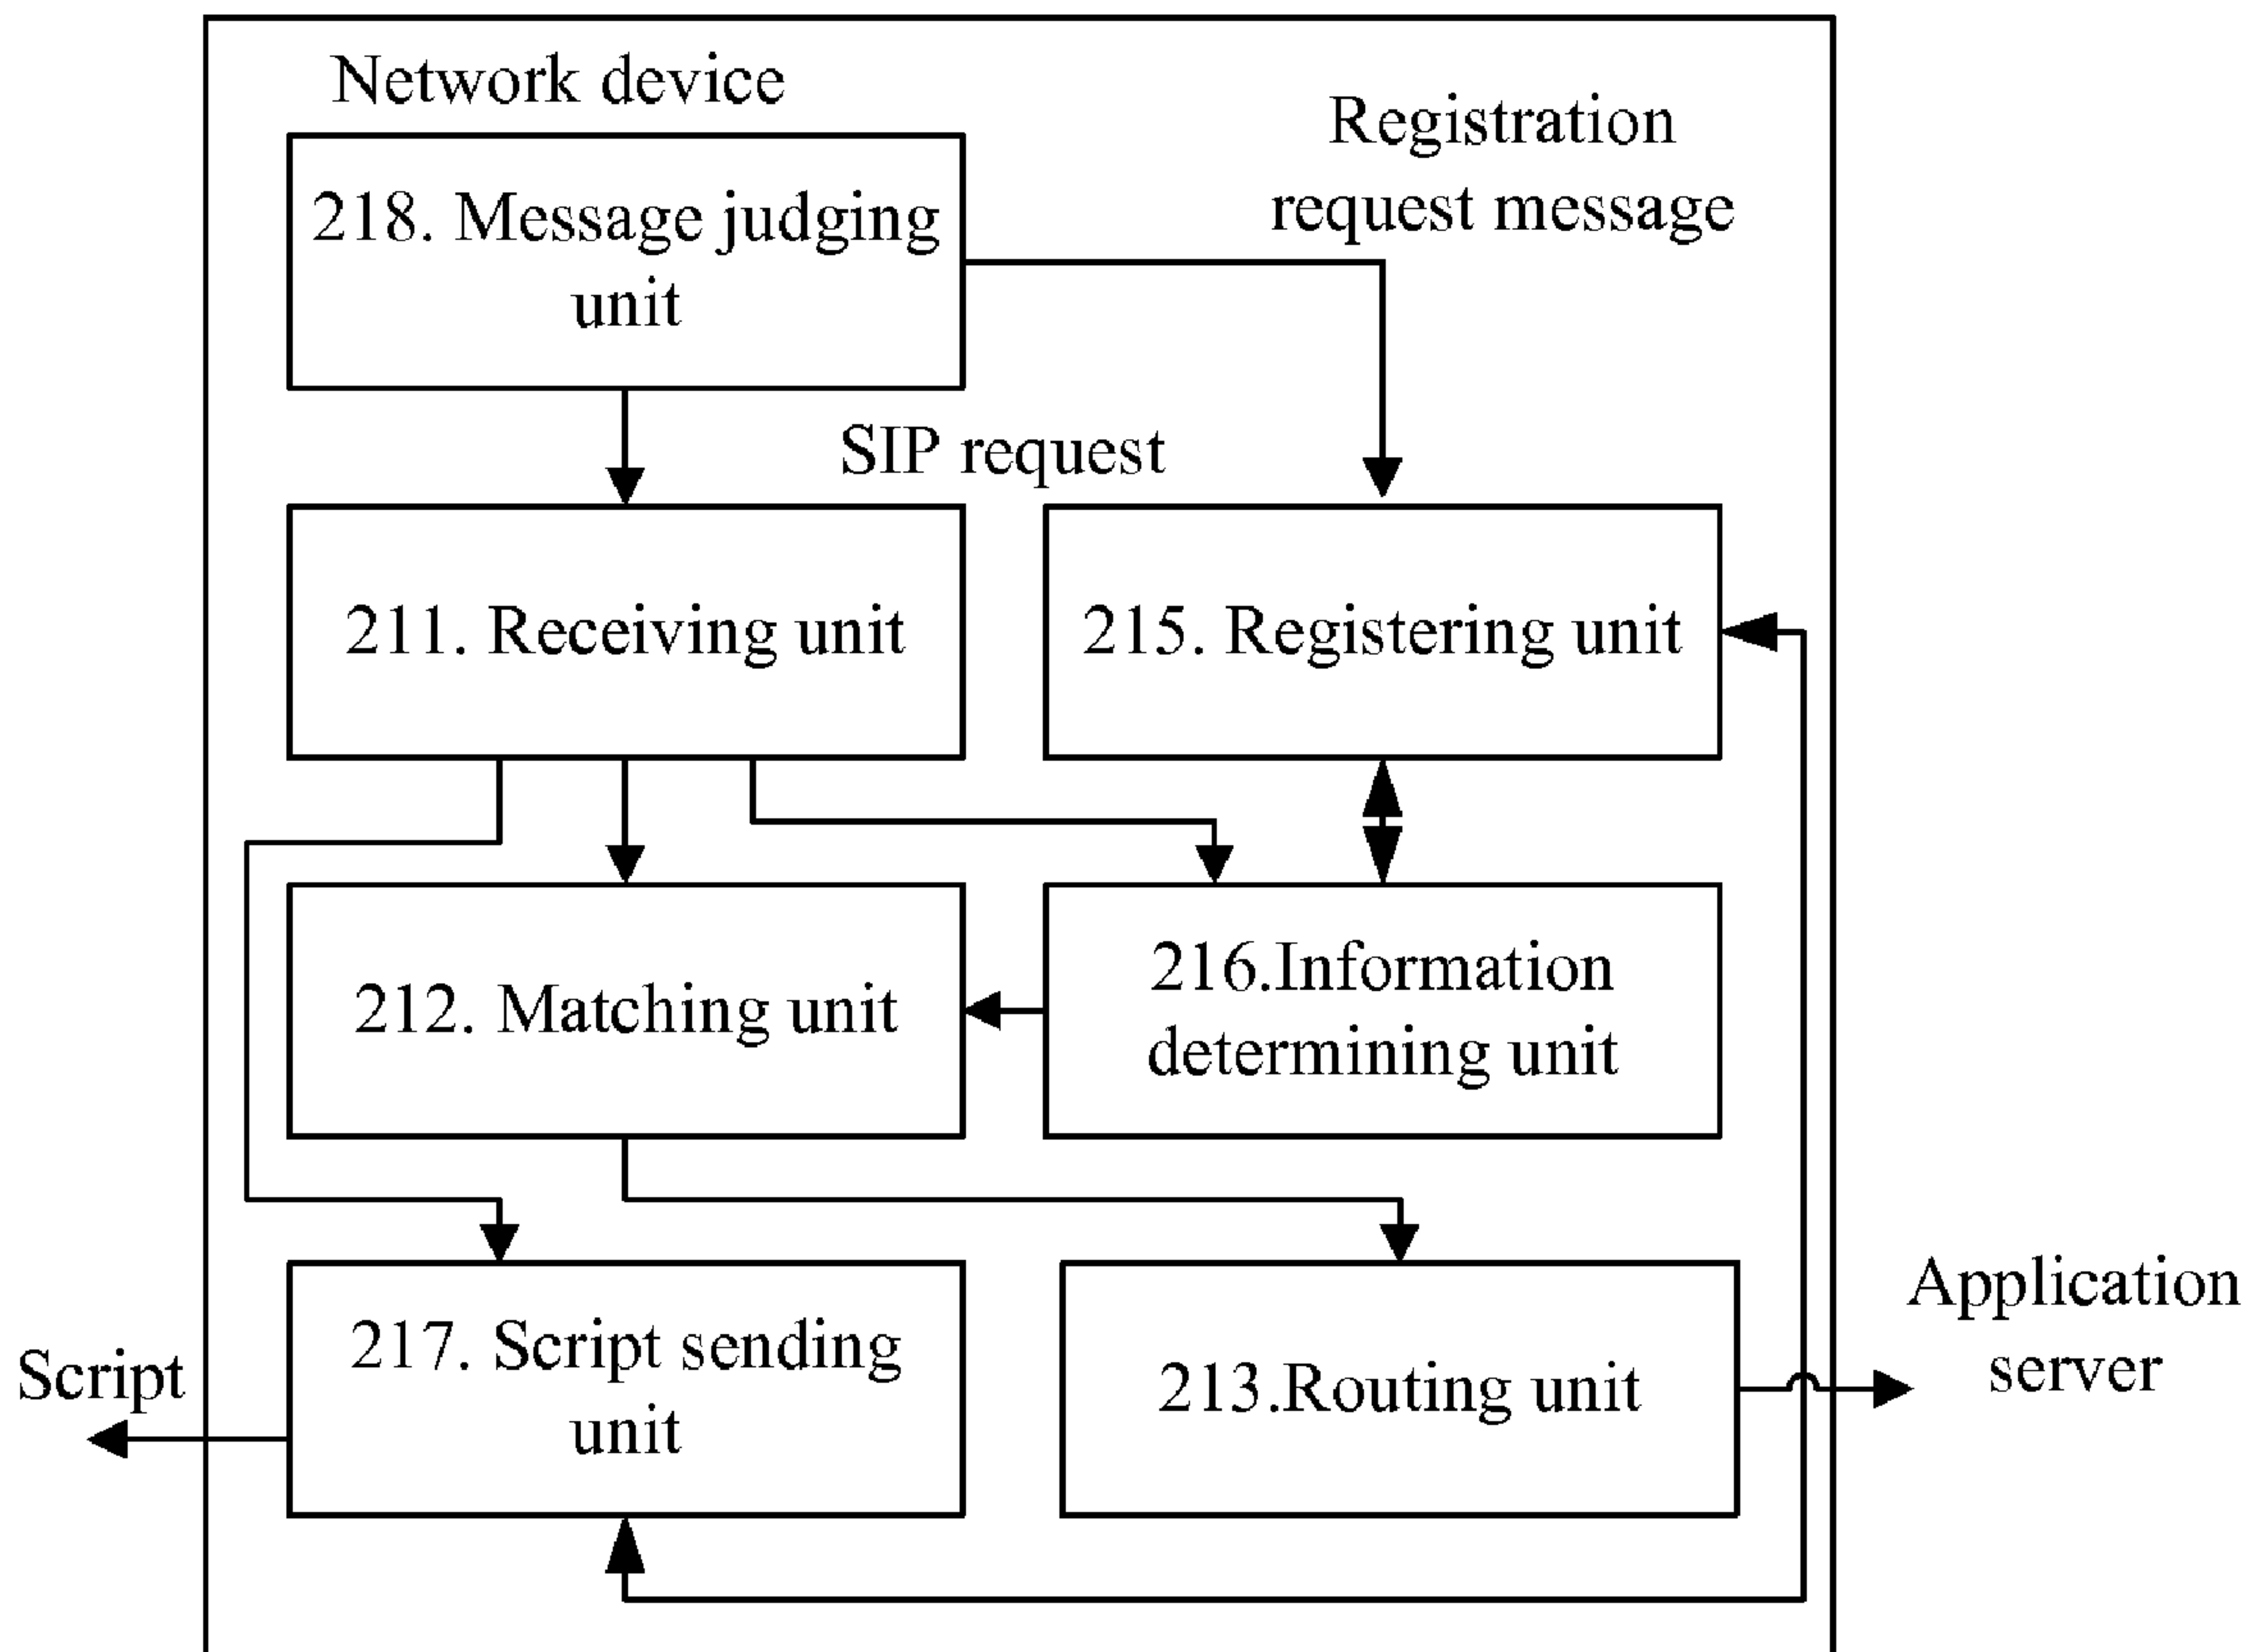 Network device
Registration
request message
218. Message judging
unit
SIP request
211. Receiving unit
215. Registering unit
212. Matching unit
216.Information
determining unit
217. Script sending
unit
213.Routing unit
Script
Application
server